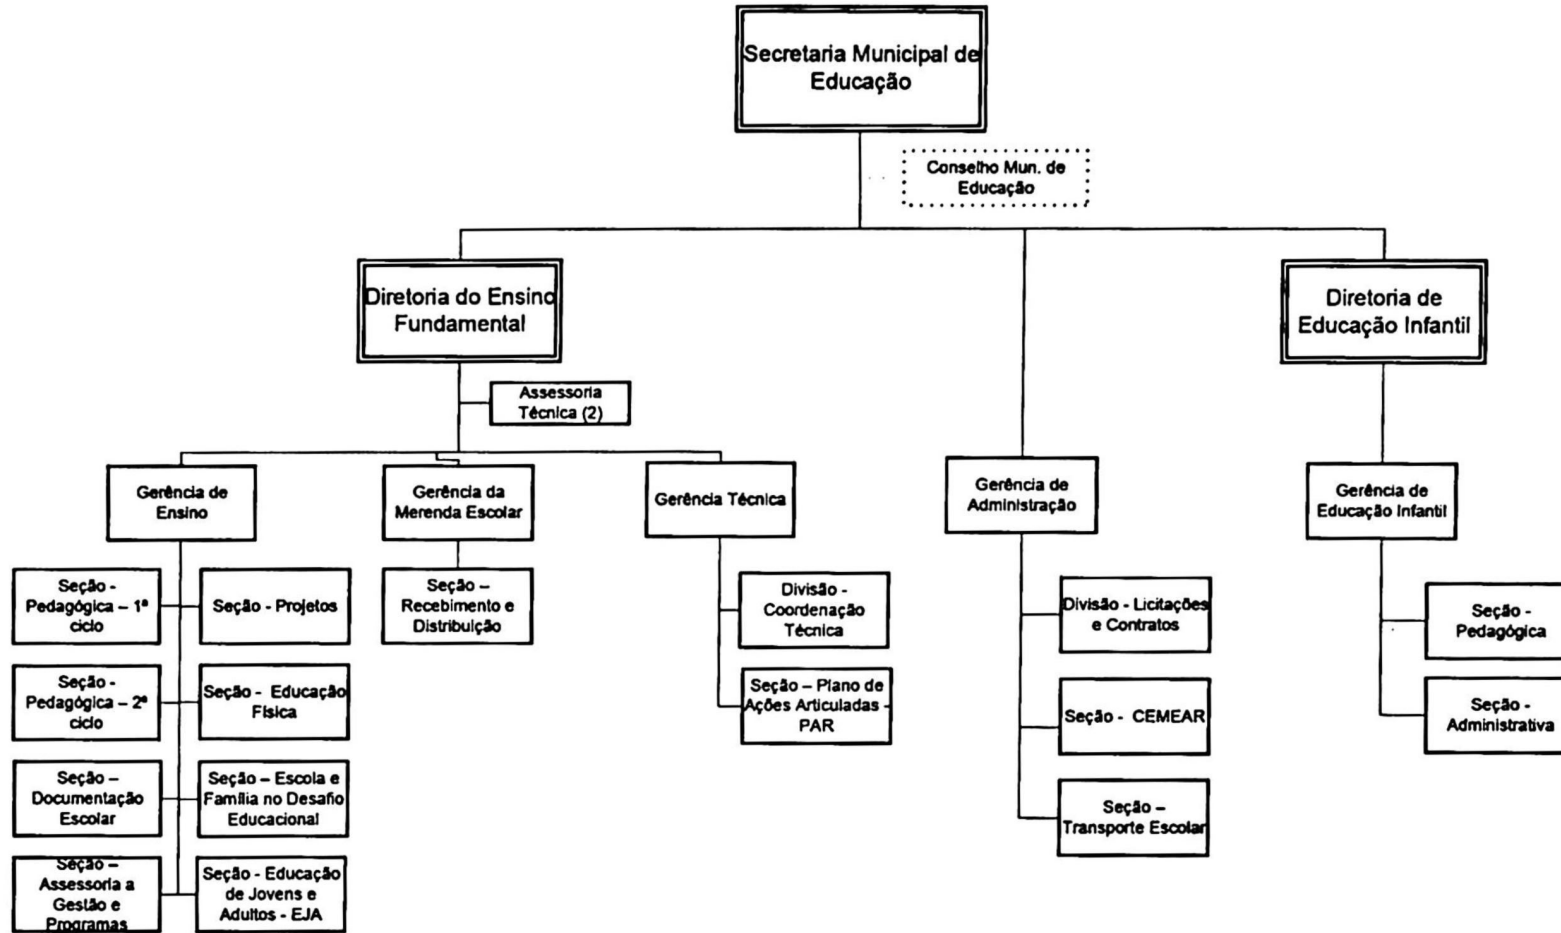 Secretaria Municipal de
Educação
Conselho Mun. de
Educação
Diretoria do Ensino
Fundamental
Diretoria de
Educação Infantil
Assessoria
Técnica (2)
Gerência de
Ensino
Gerência da
Merenda Escolar
Gerência Técnica
Gerência de
Administração
Gerência de
Educação Infantil
Seção -
Pedagógica – 1º
ciclo
Seção - Projetos
Seção –
Recebimento e
Distribuição
Divisão -
Coordenação
Técnica
Divisão - Licitações
e Contratos
Seção -
Pedagógica
Seção -
Pedagógica – 2º
ciclo
Seção - Educação
Física
Seção – Plano de
Ações Articuladas -
PAR
Seção - CEMEAR
Seção -
Administrativa
Seção –
Documentação
Escolar
Seção – Escola e
Família no Desafio
Educacional
Seção –
Transporte Escolar
Seção –
Assessoria a
Gestão e
Programas
Seção - Educação
de Jovens e
Adultos - EJA